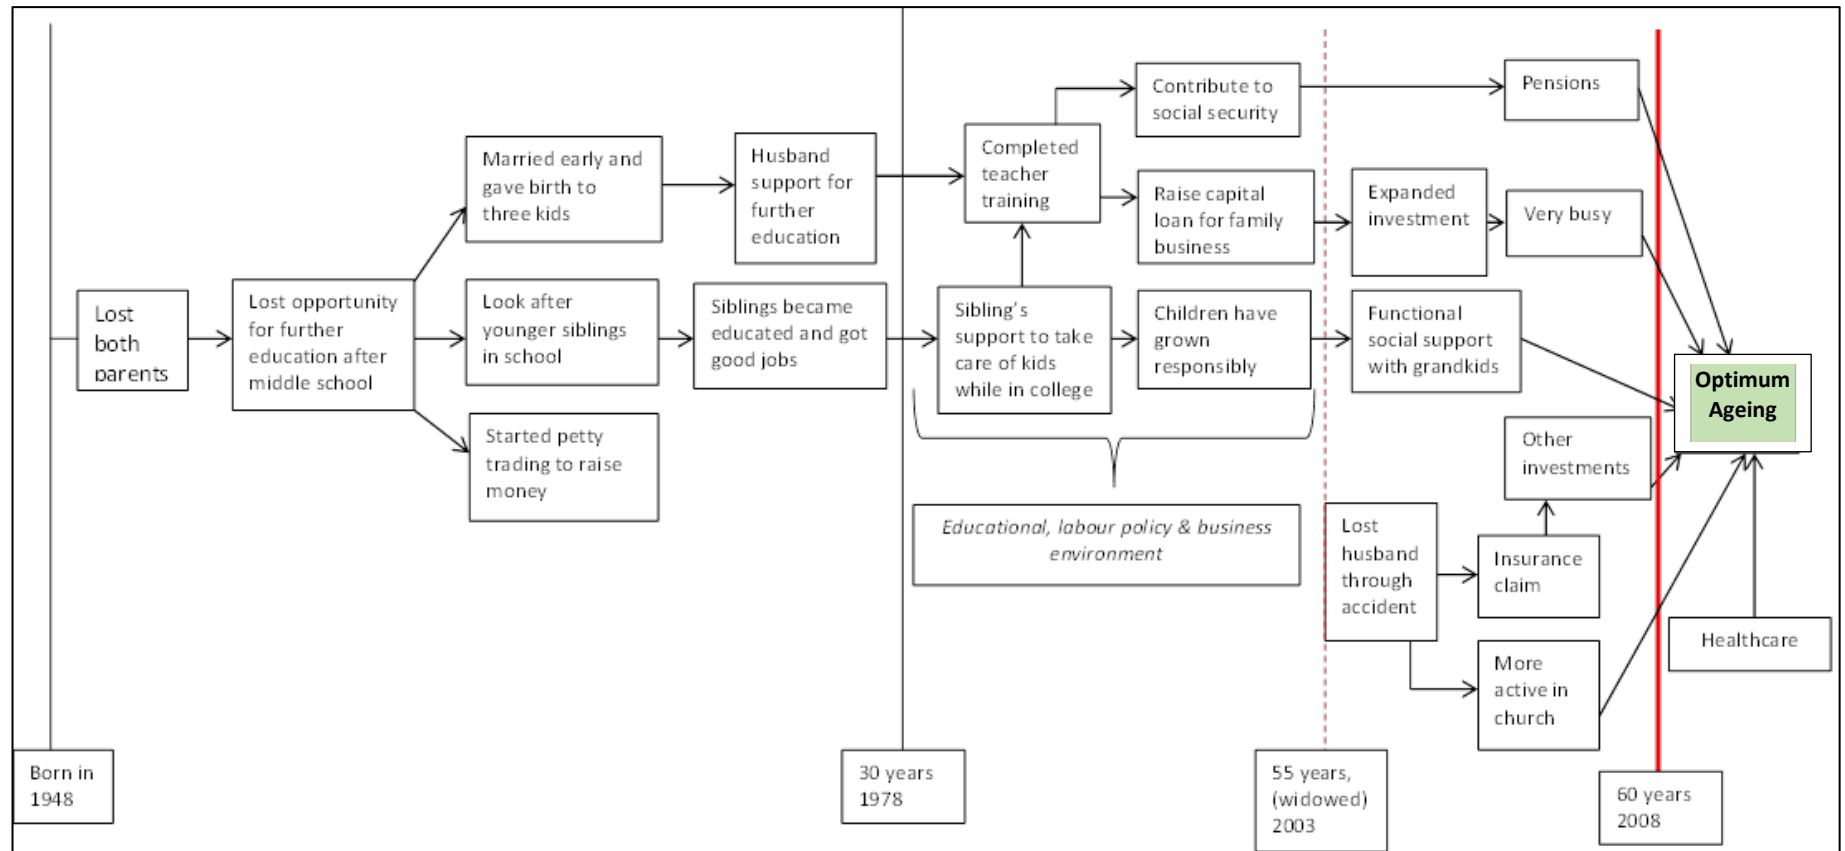 Lost
both
parents
Lost opportunity
for further
education after
middle school
Married early and
gave birth to
three kids
Look after
younger siblings
in school
Started petty
trading to raise
money
Husband
support for
further
education
Siblings became
educated and got
good jobs
Completed
teacher
training
Sibling's
support to take
care of kids
while in college
Contribute to
social security
Raise capital
loan for family
business
Children have
grown
responsibly
Educational, labour policy & business
environment
Pensions
Expanded
investment
Very busy
Functional
social support
with grandkids
Optimum
Ageing
Other
investments
Lost
husband
through
accident
Insurance
claim
More
active in
church
Healthcare
Born in
1948
30 years
1978
55 years,
(widowed)
2003
60 years
2008